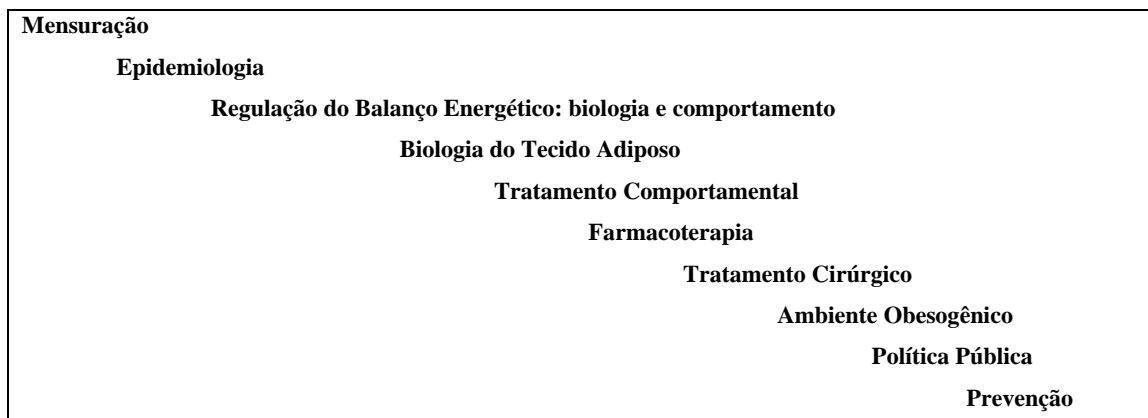 Mensuração
Epidemiologia
Regulação do Balanço Energético: biologia e comportamento
Biologia do Tecido Adiposo
Tratamento Comportamental
Farmacoterapia
Tratamento Cirúrgico
Ambiente Obesogênico
Política Pública
Prevenção